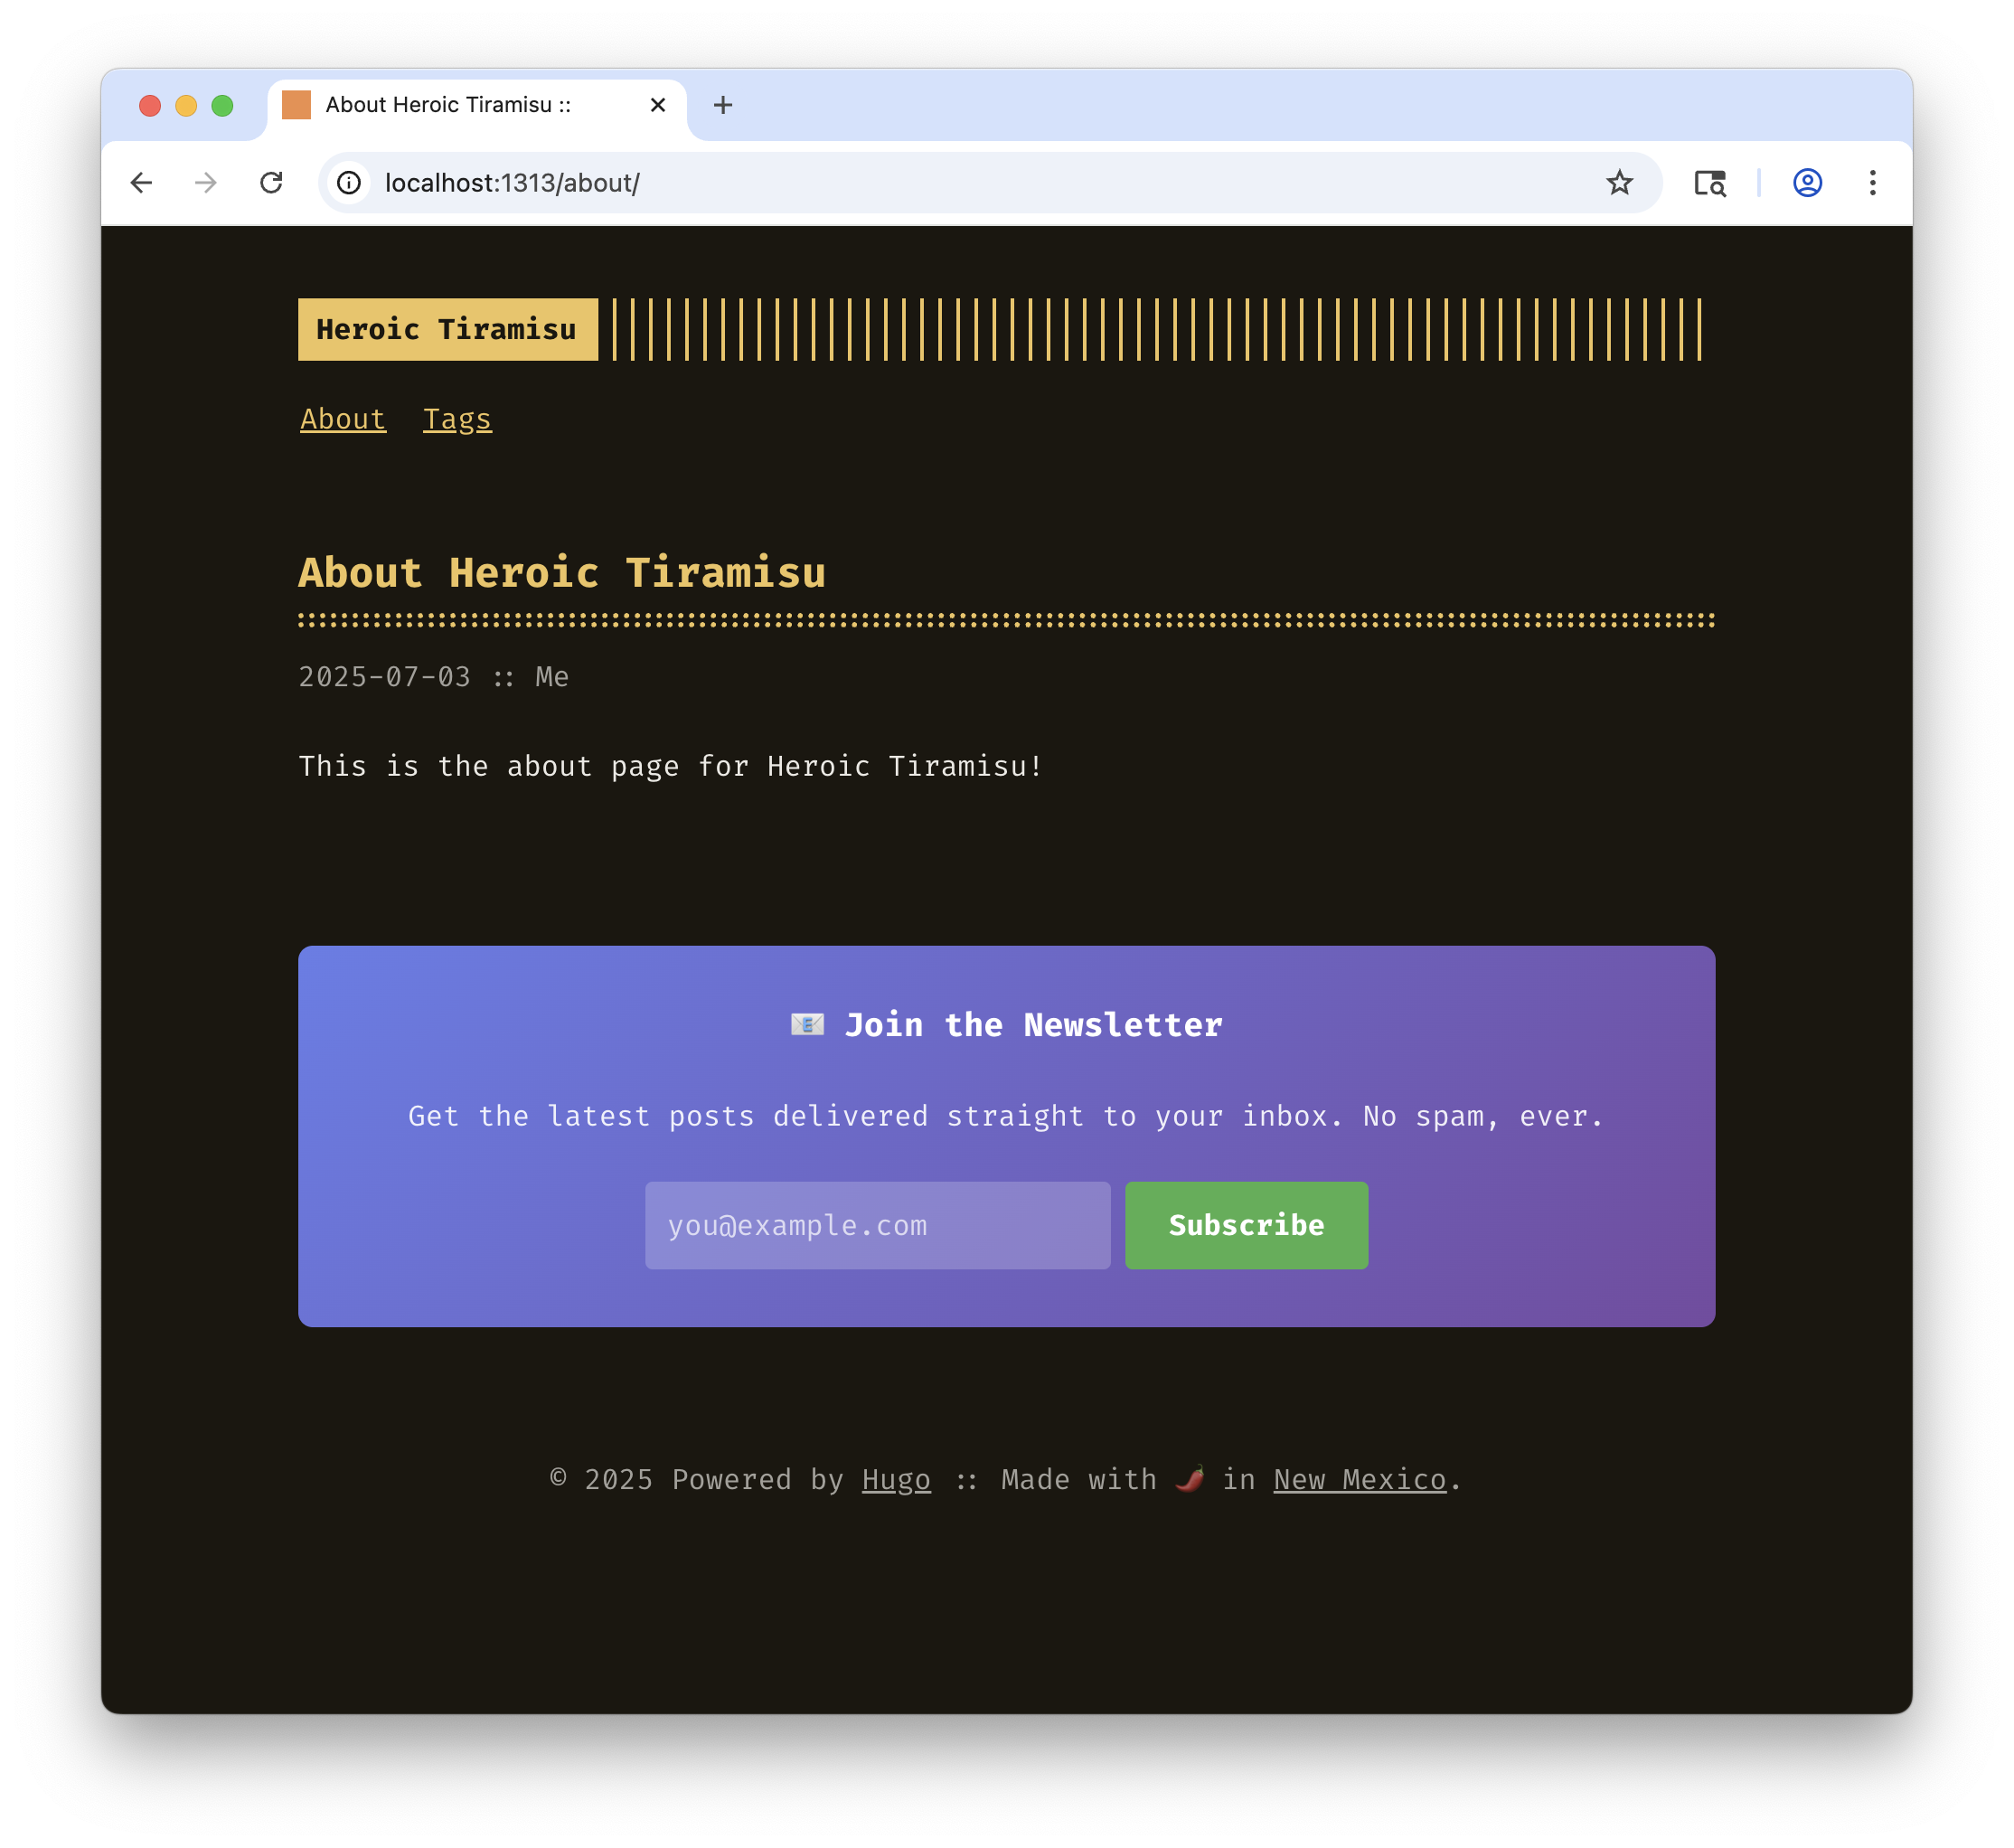 About Heroic Tiramisu ::
localhost:1313/about/
Heroic Tiramisu
About Tags
About Heroic Tiramisu
2025-07-03 :: Me
This is the about page for Heroic Tiramisu!
📧 Join the Newsletter
Get the latest posts delivered straight to your inbox. No spam, ever.
you@example.com Subscribe
© 2025 Powered by Hugo :: Made with 🌶️ in New Mexico.